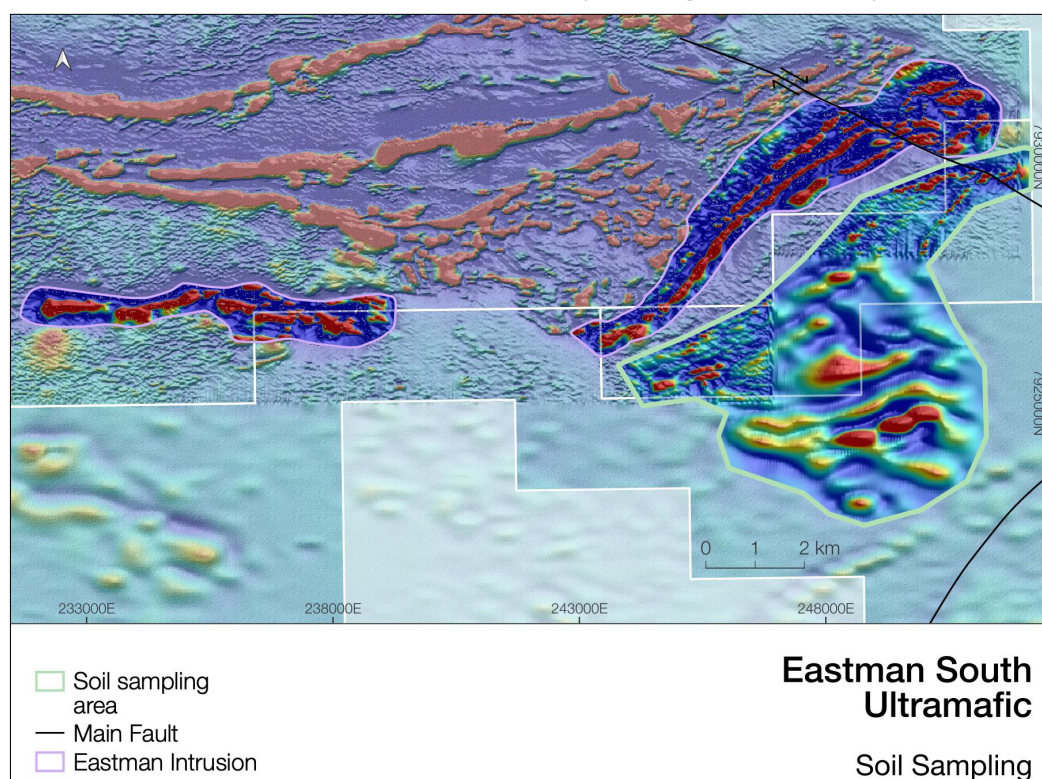 7930000N
7925000N
0 1 2 km
233000E 238000E 243000E 248000E
Soil sampling
area
Main Fault
Eastman Intrusion
Eastman South
Ultramafic
Soil Sampling